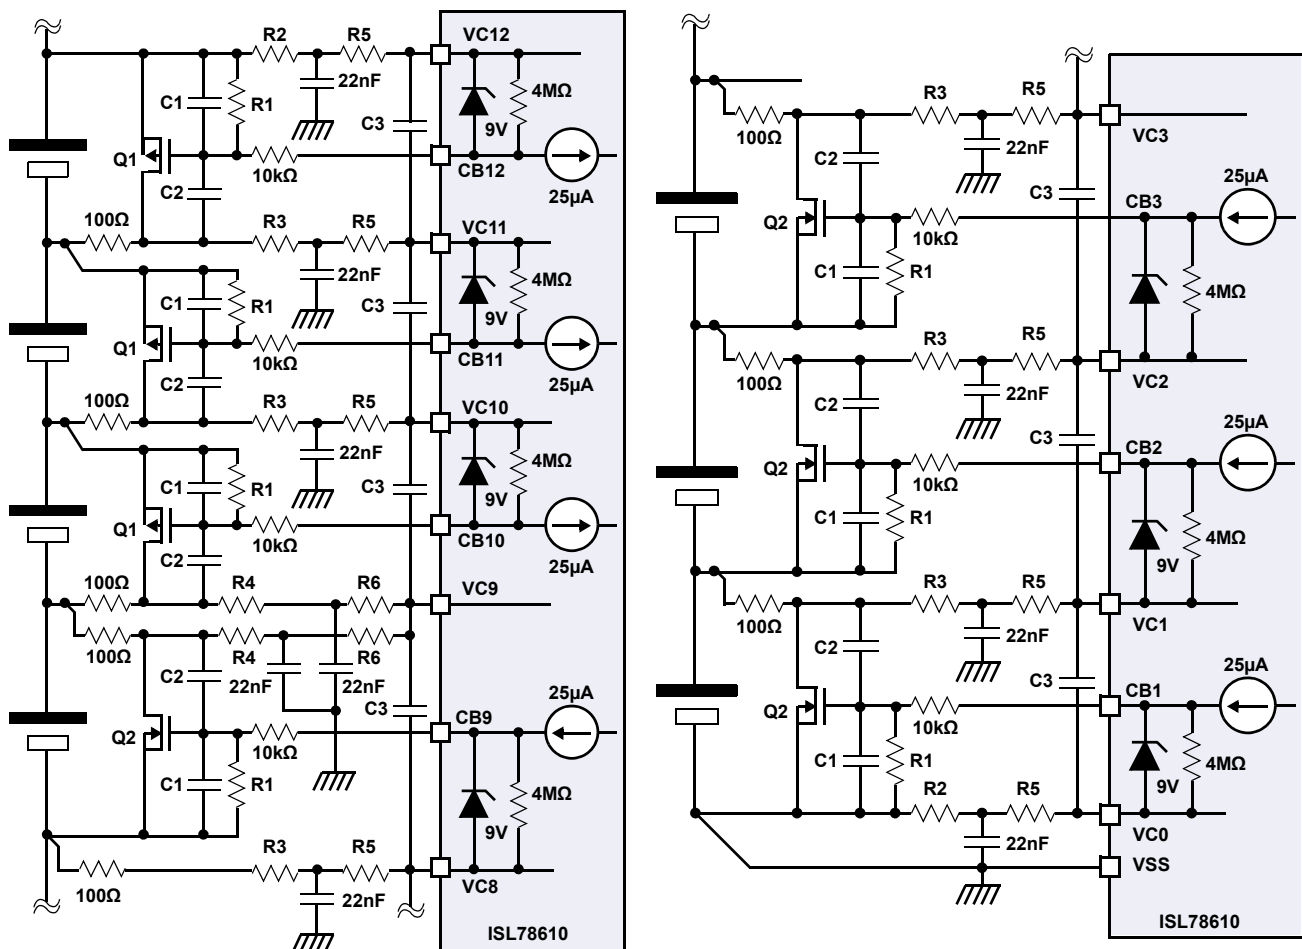 R2 R5 VC12
22nF
C1 R1 4MΩ
C3 9V
Q1
10kΩ CB12
C2 25µA
100Ω
R3 R5 VC11
22nF
C1 R1 4MΩ
C3 9V
Q1
10kΩ CB11
C2 25µA
100Ω
R3 R5 VC10
22nF
C1 R1 4MΩ
C3 9V
Q1
10kΩ CB10
C2 25µA
100Ω
R4 R6 VC9
100Ω
R4 R6
22nF 22nF
C2 25µA
C3 CB9
Q2
10kΩ
C1 R1 4MΩ
9V
R3 R5
100Ω VC8
22nF
ISL78610
R3 R5
100Ω VC3
22nF
C2 25µA
C3 CB3
Q2
10kΩ
C1 R1 4MΩ
9V
R3 R5
100Ω VC2
22nF
C2 25µA
C3 CB2
Q2
10kΩ
C1 R1 4MΩ
9V
R3 R5
100Ω VC1
22nF
C2 25µA
C3 CB1
Q2
10kΩ
C1 R1 4MΩ
9V
R2 R5
VC0
22nF
VSS
ISL78610